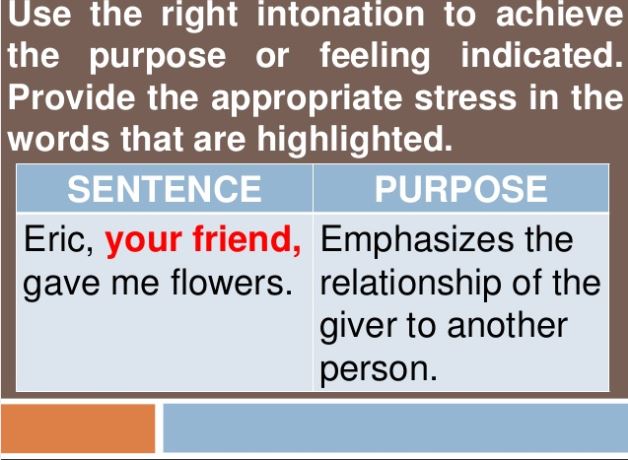 Use the right intonation to achieve
the purpose or feeling indicated.
Provide the appropriate stress in the
words that are highlighted.
SENTENCE
PURPOSE
Eric, your friend,
gave me flowers.
Emphasizes the
relationship of the
giver to another
person.